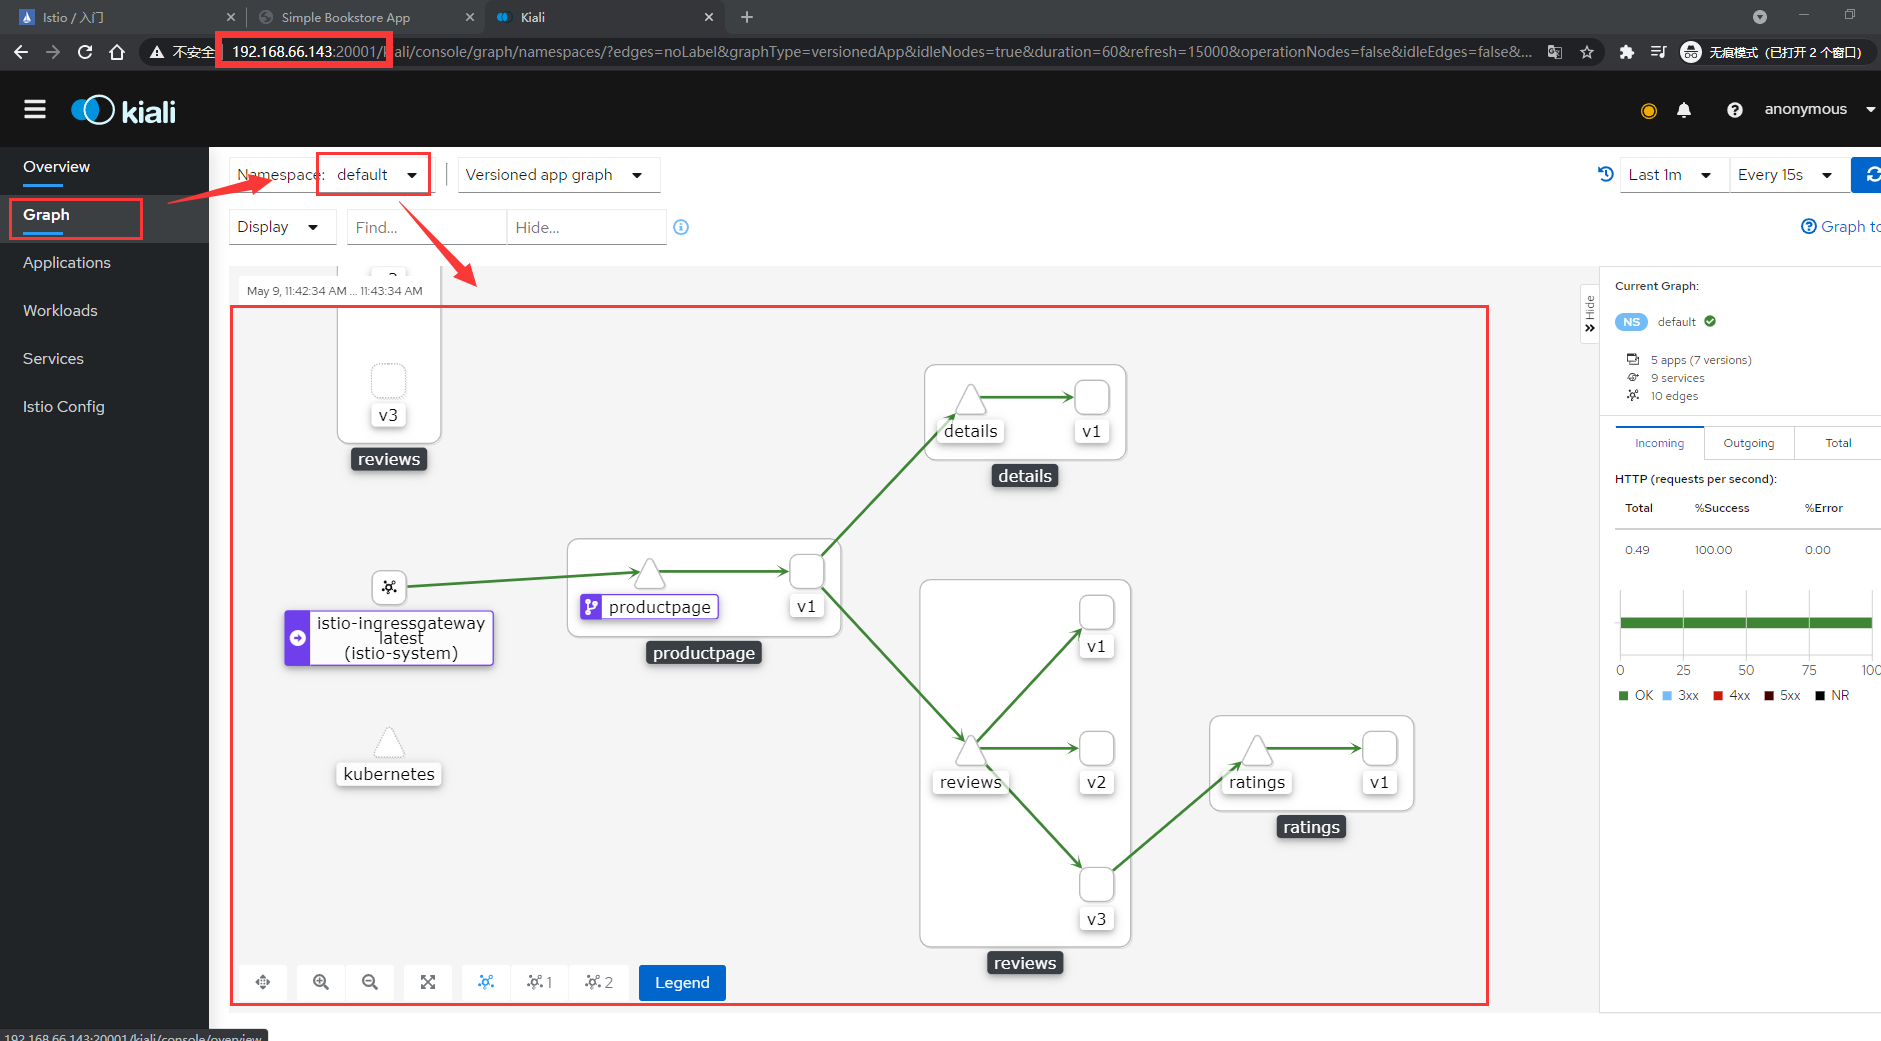 Istio / 入门
Simple Bookstore App
Kiali
不安全
192.168.66.143:20001/kiali/console/graph/namespaces/?edges=noLabel&graphType=versionedApp&idleNodes=true&duration=60&refresh=15000&operationNodes=false&idleEdges=false&...
无痕模式（已打开 2 个窗口）
kiali
anonymous
Overview
Graph
Applications
Workloads
Services
Istio Config
Namespace: default
Versioned app graph
Last 1m
Every 15s
Display
Find...
Hide...
Graph to
May 9, 11:42:34 AM ... 11:43:34 AM
v3
reviews
details
v1
details
productpage
v1
productpage
istio-ingressgateway
latest
(istio-system)
kubernetes
v1
reviews
v2
v3
reviews
ratings
v1
ratings
1
2
Legend
Hide
Current Graph:
NS default
5 apps (7 versions)
9 services
10 edges
Incoming
Outgoing
Total
HTTP (requests per second):
Total %Success %Error
0.49 100.00 0.00
0 25 50 75 100
OK 3xx 4xx 5xx NR
192.168.66.143:20001/kiali/console/overview